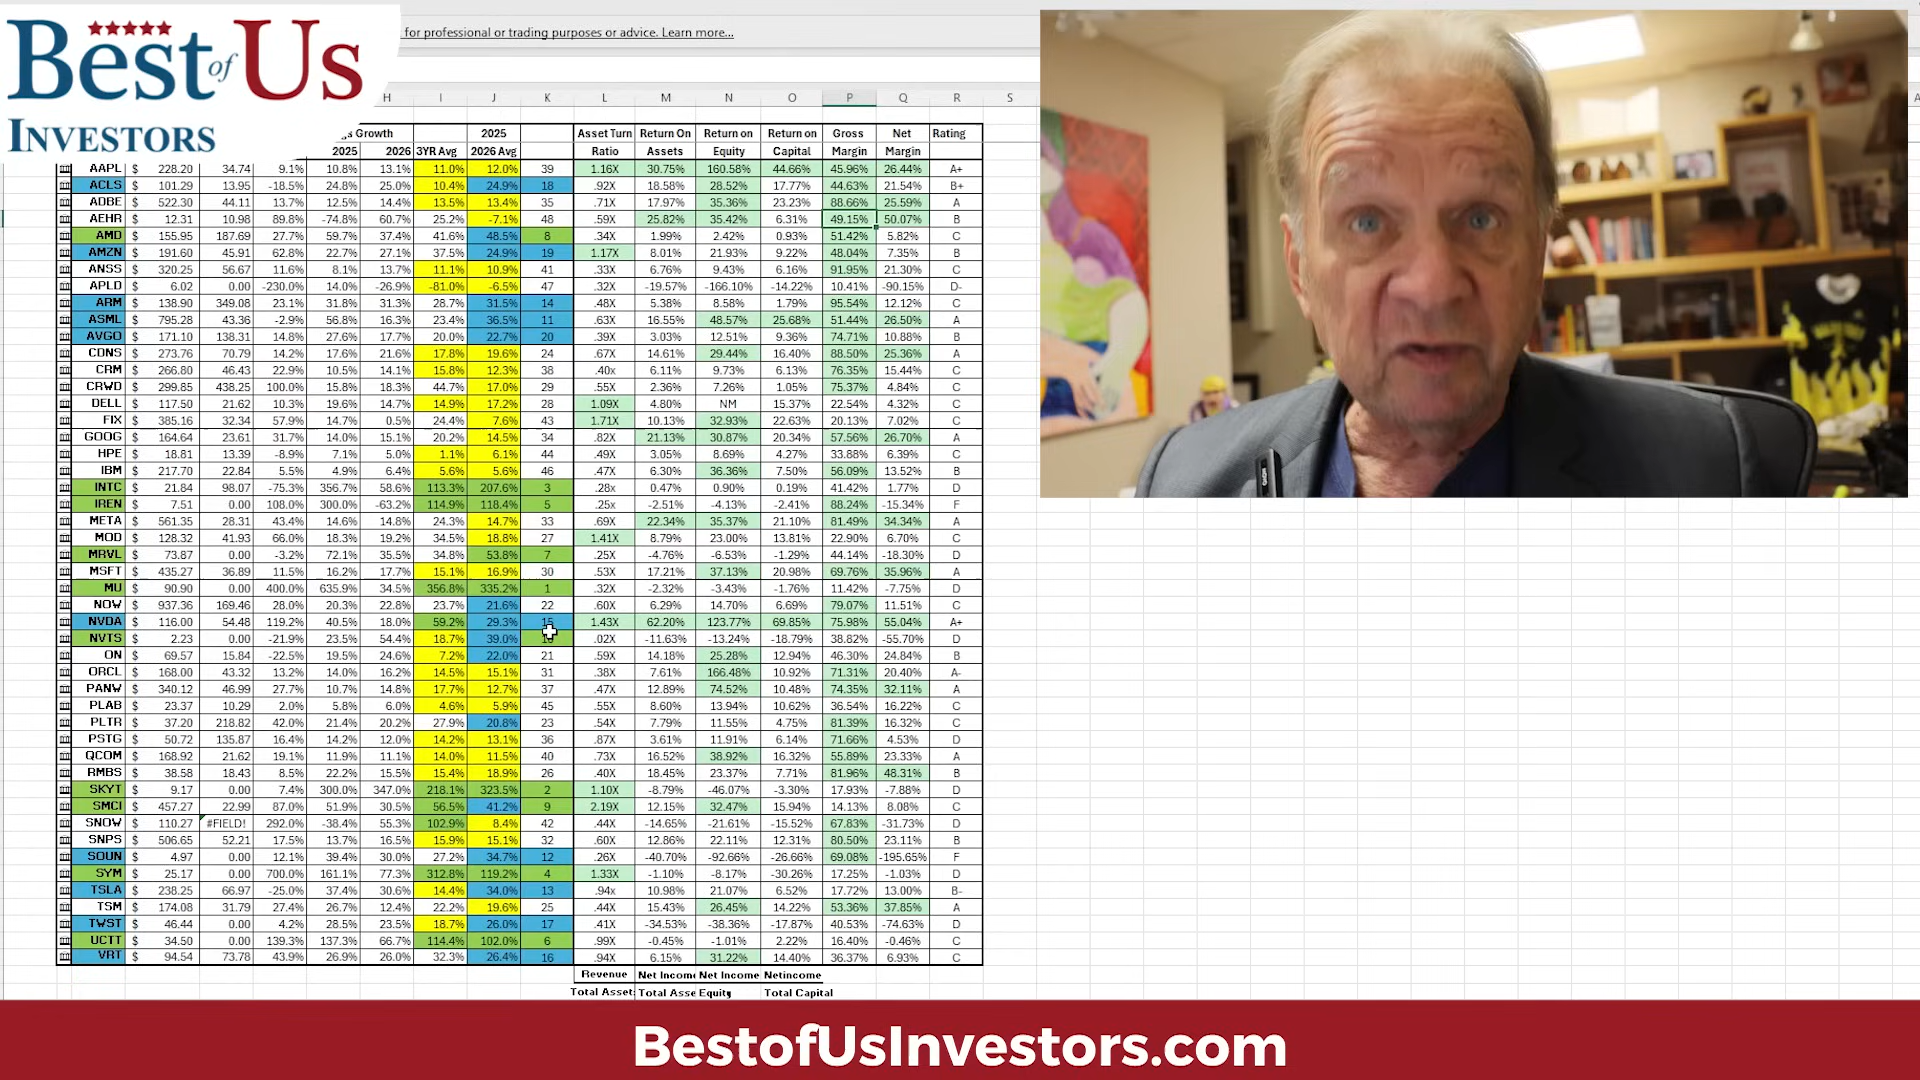 Best of Us
INVESTORS
for professional or trading purposes or advice. Learn more...
H I J K L M N O P Q R S
s Growth 2025 Asset Turn Return On Return on Return on Gross Net Rating
2025 2026 3YR Avg 2026 Avg Ratio Assets Equity Capital Margin Margin
AAPL $ 228.20 34.74 9.1% 10.8% 13.1% 11.0% 12.0% 39 1.16X 30.75% 160.58% 44.66% 45.96% 26.44% A+
ACLS $ 101.29 13.95 -18.5% 24.8% 25.0% 10.4% 24.9% 18 .92X 18.58% 28.52% 17.77% 44.63% 21.54% B+
ADBE $ 522.30 44.11 13.7% 12.5% 14.4% 13.5% 13.4% 35 .71X 17.97% 35.36% 23.23% 88.66% 25.59% A
AEHR $ 12.31 10.98 89.8% -74.8% 60.7% 25.2% -7.1% 48 .59X 25.82% 35.42% 6.31% 49.15% 50.07% B
AMD $ 155.95 187.69 27.7% 59.7% 37.4% 41.6% 48.5% 8 .34X 1.99% 2.42% 0.93% 51.42% 5.82% C
AMZN $ 191.60 45.91 62.8% 22.7% 27.1% 37.5% 24.9% 19 1.17X 8.01% 21.93% 9.22% 48.04% 7.35% B
ANSS $ 320.25 56.67 11.6% 8.1% 13.7% 11.1% 10.9% 41 .33X 6.76% 9.43% 6.16% 91.95% 21.30% C
APLD $ 6.02 0.00 -230.0% 14.0% -26.9% -81.0% -6.5% 47 .32X -19.57% -166.10% -14.22% 10.41% -90.15% D-
ARM $ 138.90 349.08 23.1% 31.8% 31.3% 28.7% 31.5% 14 .48X 5.38% 8.58% 1.79% 95.54% 12.12% C
ASML $ 795.28 43.36 -2.9% 56.8% 16.3% 23.4% 36.5% 11 .63X 16.55% 48.57% 25.68% 51.44% 26.50% A
AVGO $ 171.10 138.31 14.8% 27.6% 17.7% 20.0% 22.7% 20 .39X 3.03% 12.51% 9.36% 74.71% 10.88% B
CDNS $ 273.76 70.79 14.2% 17.6% 21.6% 17.8% 19.6% 24 .67X 14.61% 29.44% 16.40% 88.50% 25.36% A
CRM $ 266.80 46.43 22.9% 10.5% 14.1% 15.8% 12.3% 38 .40x 6.11% 9.73% 6.13% 76.35% 15.44% C
CRWD $ 299.85 438.25 100.0% 15.8% 18.3% 44.7% 17.0% 29 .55X 2.36% 7.26% 1.05% 75.37% 4.84% C
DELL $ 117.50 21.62 10.3% 19.6% 14.7% 14.9% 17.2% 28 1.09X 4.80% NM 15.37% 22.54% 4.32% C
FIX $ 385.16 32.34 57.9% 14.7% 0.5% 24.4% 7.6% 43 1.71X 10.13% 32.93% 22.63% 20.13% 7.02% C
GOOG $ 164.64 23.61 31.7% 14.0% 15.1% 20.2% 14.5% 34 .82X 21.13% 30.87% 20.34% 57.56% 26.70% A
HPE $ 18.81 13.39 -8.9% 7.1% 5.0% 1.1% 6.1% 44 .49X 3.05% 8.69% 4.27% 33.88% 6.39% C
IBM $ 217.70 22.84 5.5% 4.9% 6.4% 5.6% 5.6% 46 .47X 6.30% 36.36% 7.50% 56.09% 13.52% B
INTC $ 21.84 98.07 -75.3% 356.7% 58.6% 113.3% 207.6% 3 .28x 0.47% 0.90% 0.19% 41.42% 1.77% D
IREN $ 7.51 0.00 108.0% 300.0% -63.2% 114.9% 118.4% 5 .25x -2.51% -4.13% -2.41% 88.24% -15.34% F
META $ 561.35 28.31 43.4% 14.6% 14.8% 24.3% 14.7% 33 .69X 22.34% 35.37% 21.10% 81.49% 34.34% A
MOD $ 128.32 41.93 66.0% 18.3% 19.2% 34.5% 18.8% 27 1.41X 8.79% 23.00% 13.81% 22.90% 6.70% C
MRVL $ 73.87 0.00 -3.2% 72.1% 35.5% 34.8% 53.8% 7 .25X -4.76% -6.53% -1.29% 44.14% -18.30% D
MSFT $ 435.27 36.89 11.5% 16.2% 17.7% 15.1% 16.9% 30 .53X 17.21% 37.13% 20.98% 69.76% 35.96% A
MU $ 90.90 0.00 400.0% 635.9% 34.5% 356.8% 335.2% 1 .32X -2.32% -3.43% -1.76% 11.42% -7.75% D
NOW $ 937.36 169.46 28.0% 20.3% 22.8% 23.7% 21.6% 22 .60X 6.29% 14.70% 6.69% 79.07% 11.51% C
NVDA $ 116.00 54.48 119.2% 40.5% 18.0% 59.2% 29.3% 15 1.43X 62.20% 123.77% 69.85% 75.98% 55.04% A+
NVTS $ 2.23 0.00 -21.9% 23.5% 54.4% 18.7% 39.0% .02X -11.63% -13.24% -18.79% 38.82% -55.70% D
ON $ 69.57 15.84 -22.5% 19.5% 24.6% 7.2% 22.0% 21 .59X 14.18% 25.28% 12.94% 46.30% 24.84% B
ORCL $ 168.00 43.32 13.2% 14.0% 16.2% 14.5% 15.1% 31 .38X 7.61% 166.48% 10.92% 71.31% 20.40% A-
PANW $ 340.12 46.99 27.7% 10.7% 14.8% 17.7% 12.7% 37 .47X 12.89% 74.52% 10.48% 74.35% 32.11% A
PLAB $ 23.37 10.29 2.0% 5.8% 6.0% 4.6% 5.9% 45 .55X 8.60% 13.94% 10.62% 36.54% 16.22% C
PLTR $ 37.20 218.82 42.0% 21.4% 20.2% 27.9% 20.8% 23 .54X 7.79% 11.55% 4.75% 81.39% 16.32% C
PSTG $ 50.72 135.87 16.4% 14.2% 12.0% 14.2% 13.1% 36 .87X 3.61% 11.91% 6.14% 71.66% 4.53% D
QCOM $ 168.92 21.62 19.1% 11.9% 11.1% 14.0% 11.5% 40 .73X 16.52% 38.92% 16.32% 55.89% 23.33% A
RMBS $ 38.58 18.43 8.5% 22.2% 15.5% 15.4% 18.9% 26 .40X 18.45% 23.37% 7.71% 81.96% 48.31% B
SKYT $ 9.17 0.00 7.4% 300.0% 347.0% 218.1% 323.5% 2 1.10X -8.79% -46.07% -3.30% 17.93% -7.88% D
SMCI $ 457.27 22.99 87.0% 51.9% 30.5% 56.5% 41.2% 9 2.19X 12.15% 32.47% 15.94% 14.13% 8.08% C
SNOW $ 110.27 #FIELD! 292.0% -38.4% 55.3% 102.9% 8.4% 42 .44X -14.65% -21.61% -15.52% 67.83% -31.73% D
SNPS $ 506.65 52.21 17.5% 13.7% 16.5% 15.9% 15.1% 32 .60X 12.86% 22.11% 12.31% 80.50% 23.11% B
SOUN $ 4.97 0.00 12.1% 39.4% 30.0% 27.2% 34.7% 12 .26X -40.70% -92.66% -26.66% 69.08% -195.65% F
SYM $ 25.17 0.00 700.0% 161.1% 77.3% 312.8% 119.2% 4 1.33X -1.10% -8.17% -30.26% 17.25% -1.03% D
TSLA $ 238.25 66.97 -25.0% 37.4% 30.6% 14.4% 34.0% 13 .94x 10.98% 21.07% 6.52% 17.72% 13.00% B-
TSM $ 174.08 31.79 27.4% 26.7% 12.4% 22.2% 19.6% 25 .44X 15.43% 26.45% 14.22% 53.36% 37.85% A
TWST $ 46.44 0.00 4.2% 28.5% 23.5% 18.7% 26.0% 17 .41X -34.53% -38.36% -17.87% 40.53% -74.63% D
UCTT $ 34.50 0.00 139.3% 137.3% 66.7% 114.4% 102.0% 6 .99X -0.45% -1.01% 2.22% 16.40% -0.46% C
VRT $ 94.54 73.78 43.9% 26.9% 26.0% 32.3% 26.4% 16 .94X 6.15% 31.22% 14.40% 36.37% 6.93% C
Revenue Net Incom Net Income Netincome
Total Asset Total Asse Equity Total Capital
BestofUsInvestors.com